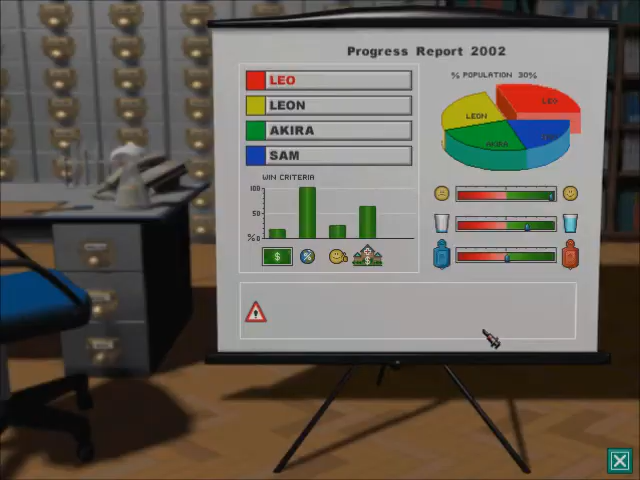 Progress Report 2002
LEO
LEON
AKIRA
SAM
% POPULATION 30%
LEO
LEON
AKIRA
WIN CRITERIA
100
50
%0
$
%
$